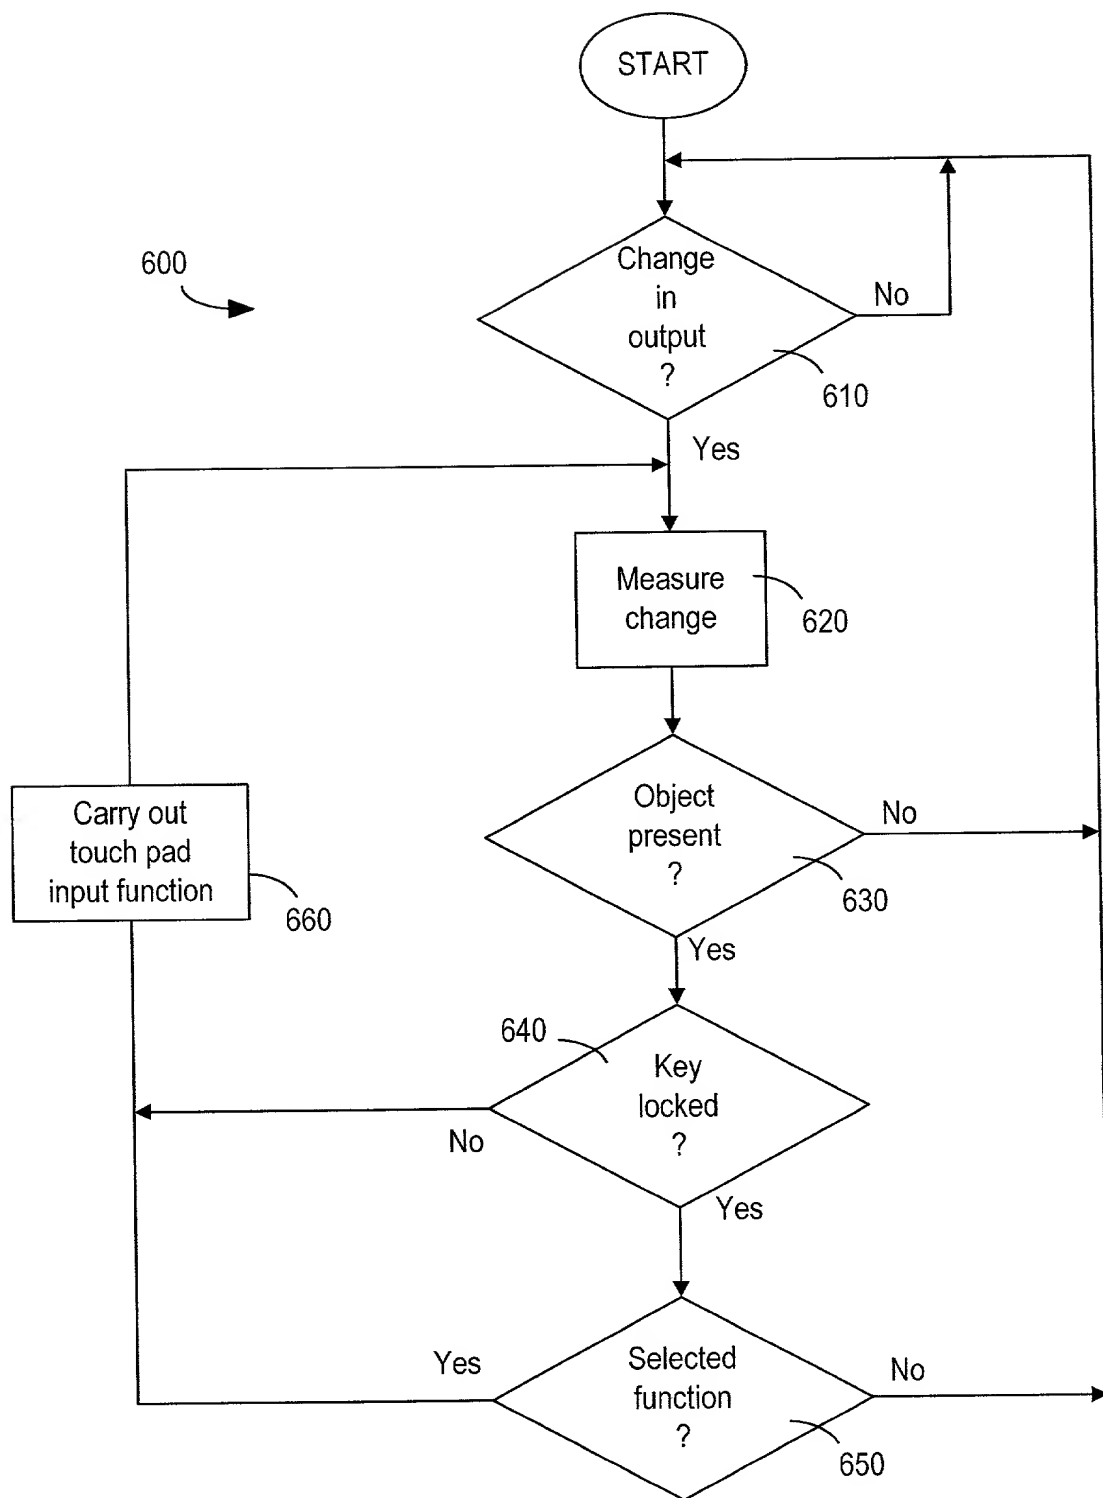 START
600
Change
in
output
?
No
610
Yes
Measure
change
620
Object
present
?
No
630
Yes
Carry out
touch pad
input function
660
640
Key
locked
?
No
Yes
Selected
function
?
Yes
No
650